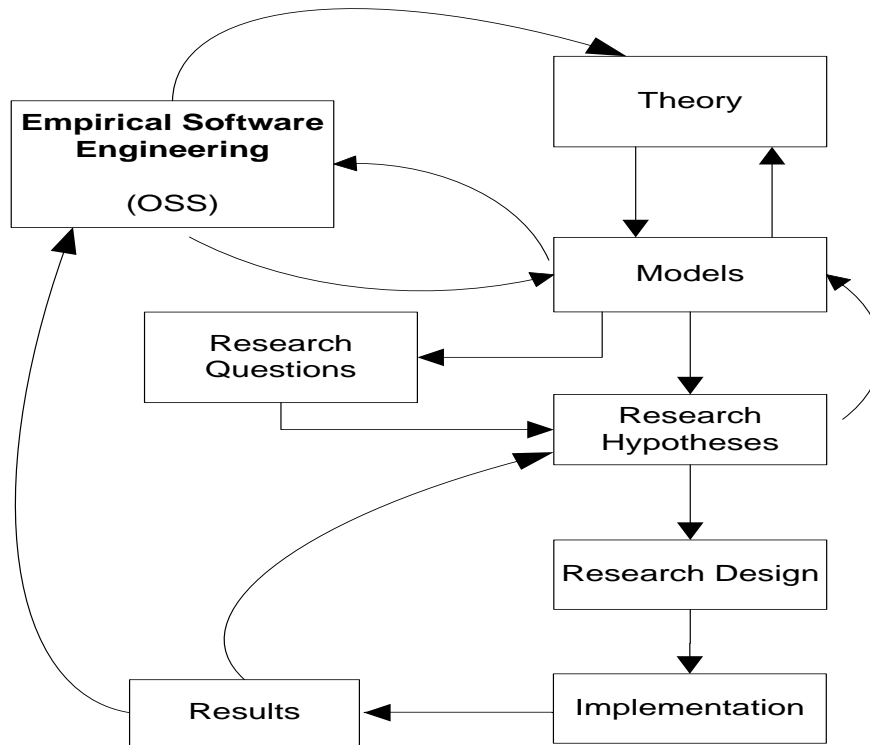 Theory
Empirical Software
Engineering
(OSS)
Models
Research
Questions
Research
Hypotheses
Research Design
Implementation
Results